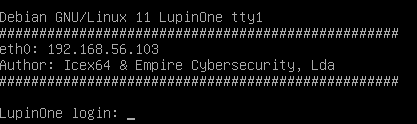 Debian GNU/Linux 11 LupinOne tty1
##################################################
eth0: 192.168.56.103
Author: Icex64 & Empire Cybersecurity, Lda
##################################################
LupinOne login: _